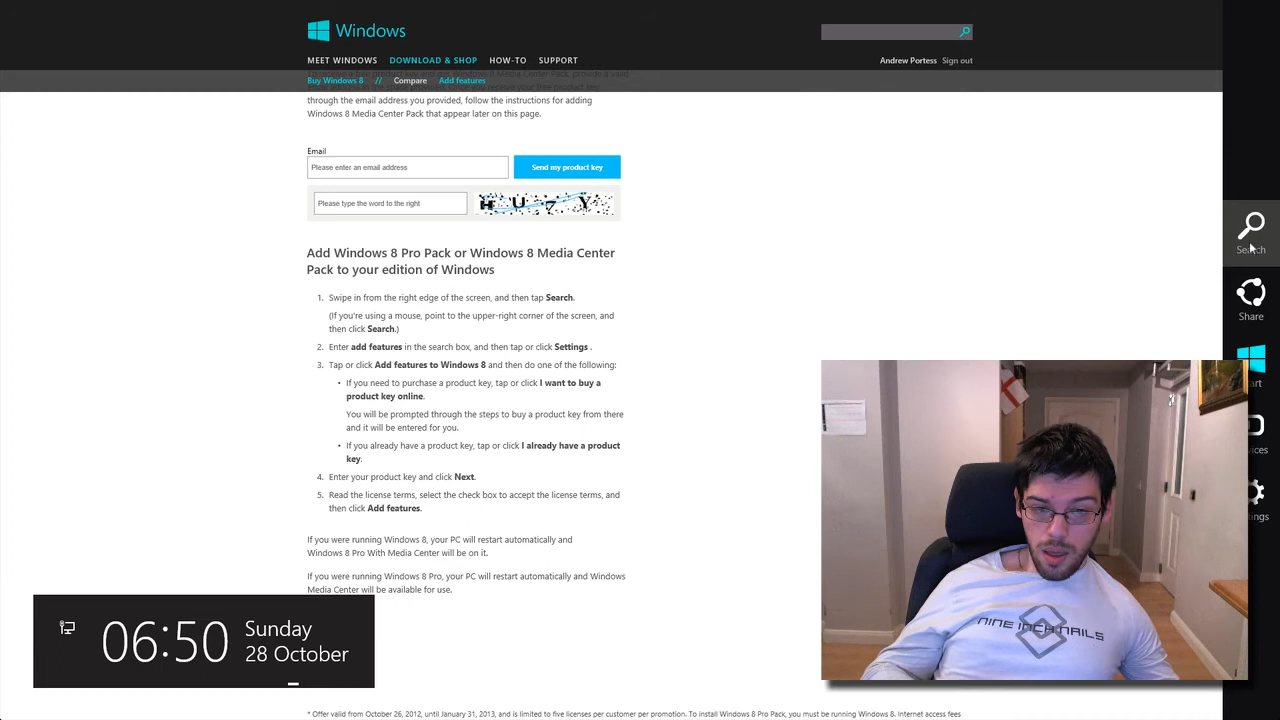 Windows
MEET WINDOWS DOWNLOAD & SHOP HOW-TO SUPPORT
Andrew Portess Sign out
Buy Windows 8 // Compare Add features
through the email address you provided, follow the instructions for adding
Windows 8 Media Center Pack that appear later on this page.
Email
Please enter an email address
Send my product key
Please type the word to the right
H U 7 Y
Add Windows 8 Pro Pack or Windows 8 Media Center
Pack to your edition of Windows
1. Swipe in from the right edge of the screen, and then tap Search.
(If you're using a mouse, point to the upper-right corner of the screen, and
then click Search.)
2. Enter add features in the search box, and then tap or click Settings .
3. Tap or click Add features to Windows 8 and then do one of the following:
• If you need to purchase a product key, tap or click I want to buy a
product key online.
You will be prompted through the steps to buy a product key from there
and it will be entered for you.
• If you already have a product key, tap or click I already have a product
key.
4. Enter your product key and click Next.
5. Read the license terms, select the check box to accept the license terms, and
then click Add features.
If you were running Windows 8, your PC will restart automatically and
Windows 8 Pro With Media Center will be on it.
If you were running Windows 8 Pro, your PC will restart automatically and Windows
Media Center will be available for use.
* Offer valid from October 26, 2012, until January 31, 2013, and is limited to five licenses per customer per promotion. To install Windows 8 Pro Pack, you must be running Windows 8. Internet access fees
06:50
Sunday
28 October
Search
Share
NINE INCH NAILS